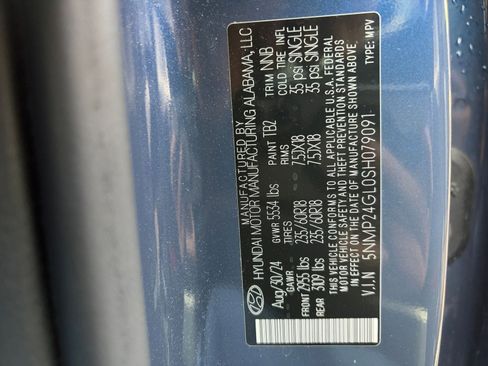 MANUFACTURED BY
HYUNDAI MOTOR MANUFACTURING ALABAMA, LLC
Aug/30/24 GVWR 5534 lbs PAINT TB2 TRIM NNB
GAWR TIRES RIMS COLD TIRE INFL
FRONT 2955 lbs 235/60R18 7.5JX18 35 psi SINGLE
REAR 3109 lbs 235/60R18 7.5JX18 35 psi SINGLE
THIS VEHICLE CONFORMS TO ALL APPLICABLE U.S.A. FEDERAL
MOTOR VEHICLE SAFETY AND THEFT PREVENTION STANDARDS
IN EFFECT ON THE DATE OF MANUFACTURE SHOWN ABOVE.
V.I.N 5NMP24GL0SH079091 TYPE: MPV